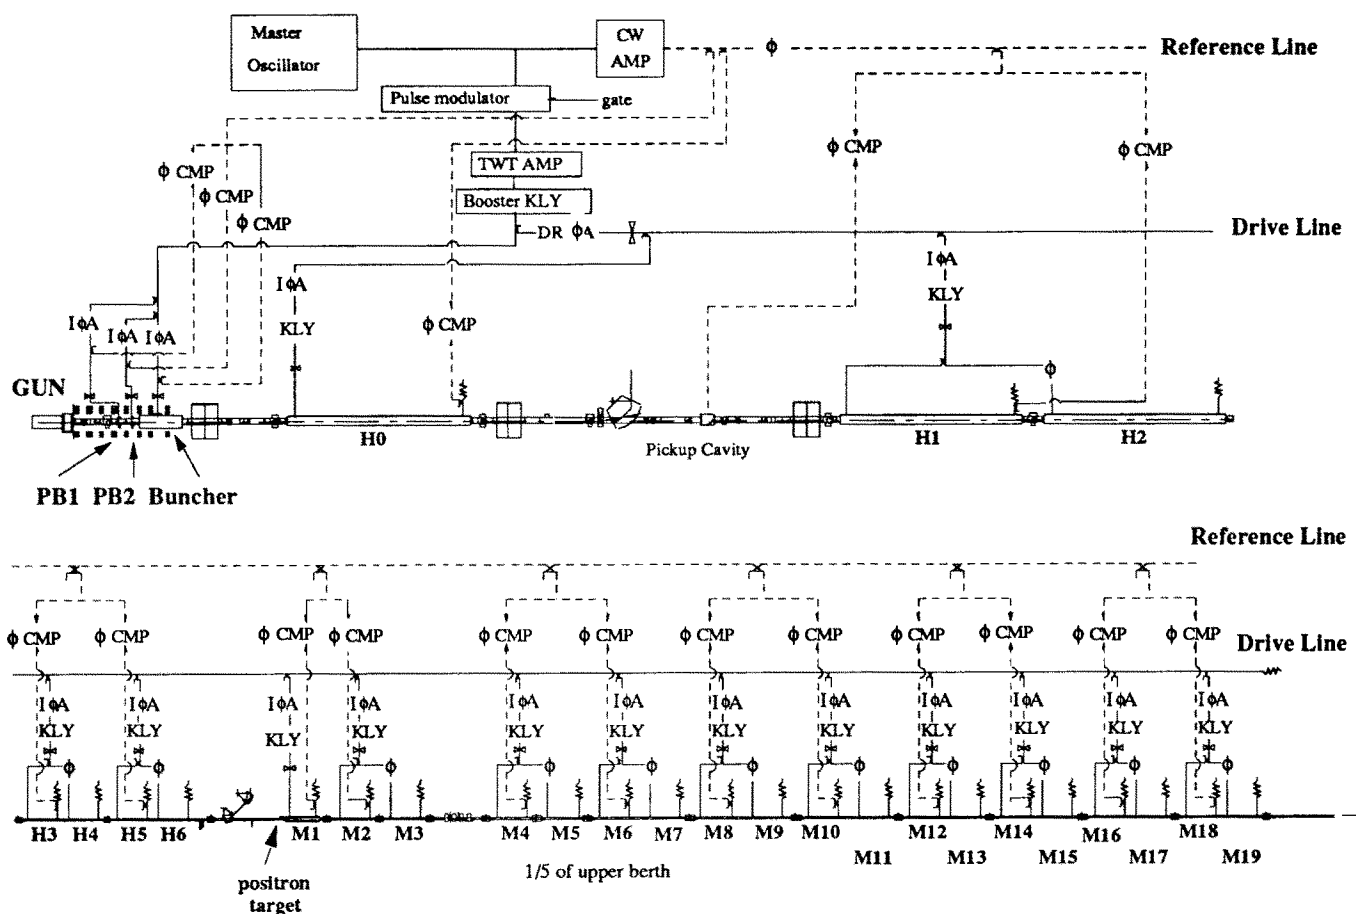 Master
Oscillator
CW
AMP
Reference Line
Pulse modulator
gate
ϕ
ϕ CMP
ϕ CMP
ϕ CMP
TWT AMP
ϕ CMP
ϕ CMP
Booster KLY
DR ϕA
Drive Line
IϕA
IϕA
KLY
IϕA
IϕA
IϕA
KLY
ϕ CMP
ϕ
GUN
H0
Pickup Cavity
H1
H2
PB1 PB2 Buncher
Reference Line
ϕ CMP ϕ CMP ϕ CMP ϕ CMP ϕ CMP ϕ CMP ϕ CMP ϕ CMP ϕ CMP ϕ CMP ϕ CMP ϕ CMP
Drive Line
IϕA IϕA IϕA IϕA IϕA IϕA IϕA IϕA IϕA IϕA IϕA IϕA
KLY KLY KLY KLY KLY KLY KLY KLY KLY KLY KLY KLY
ϕ ϕ ϕ ϕ ϕ ϕ ϕ ϕ ϕ ϕ ϕ
H3 H4 H5 H6 M1 M2 M3 M4 M5 M6 M7 M8 M9 M10 M12 M14 M16 M18
M11 M13 M15 M17 M19
1/5 of upper berth
positron
target